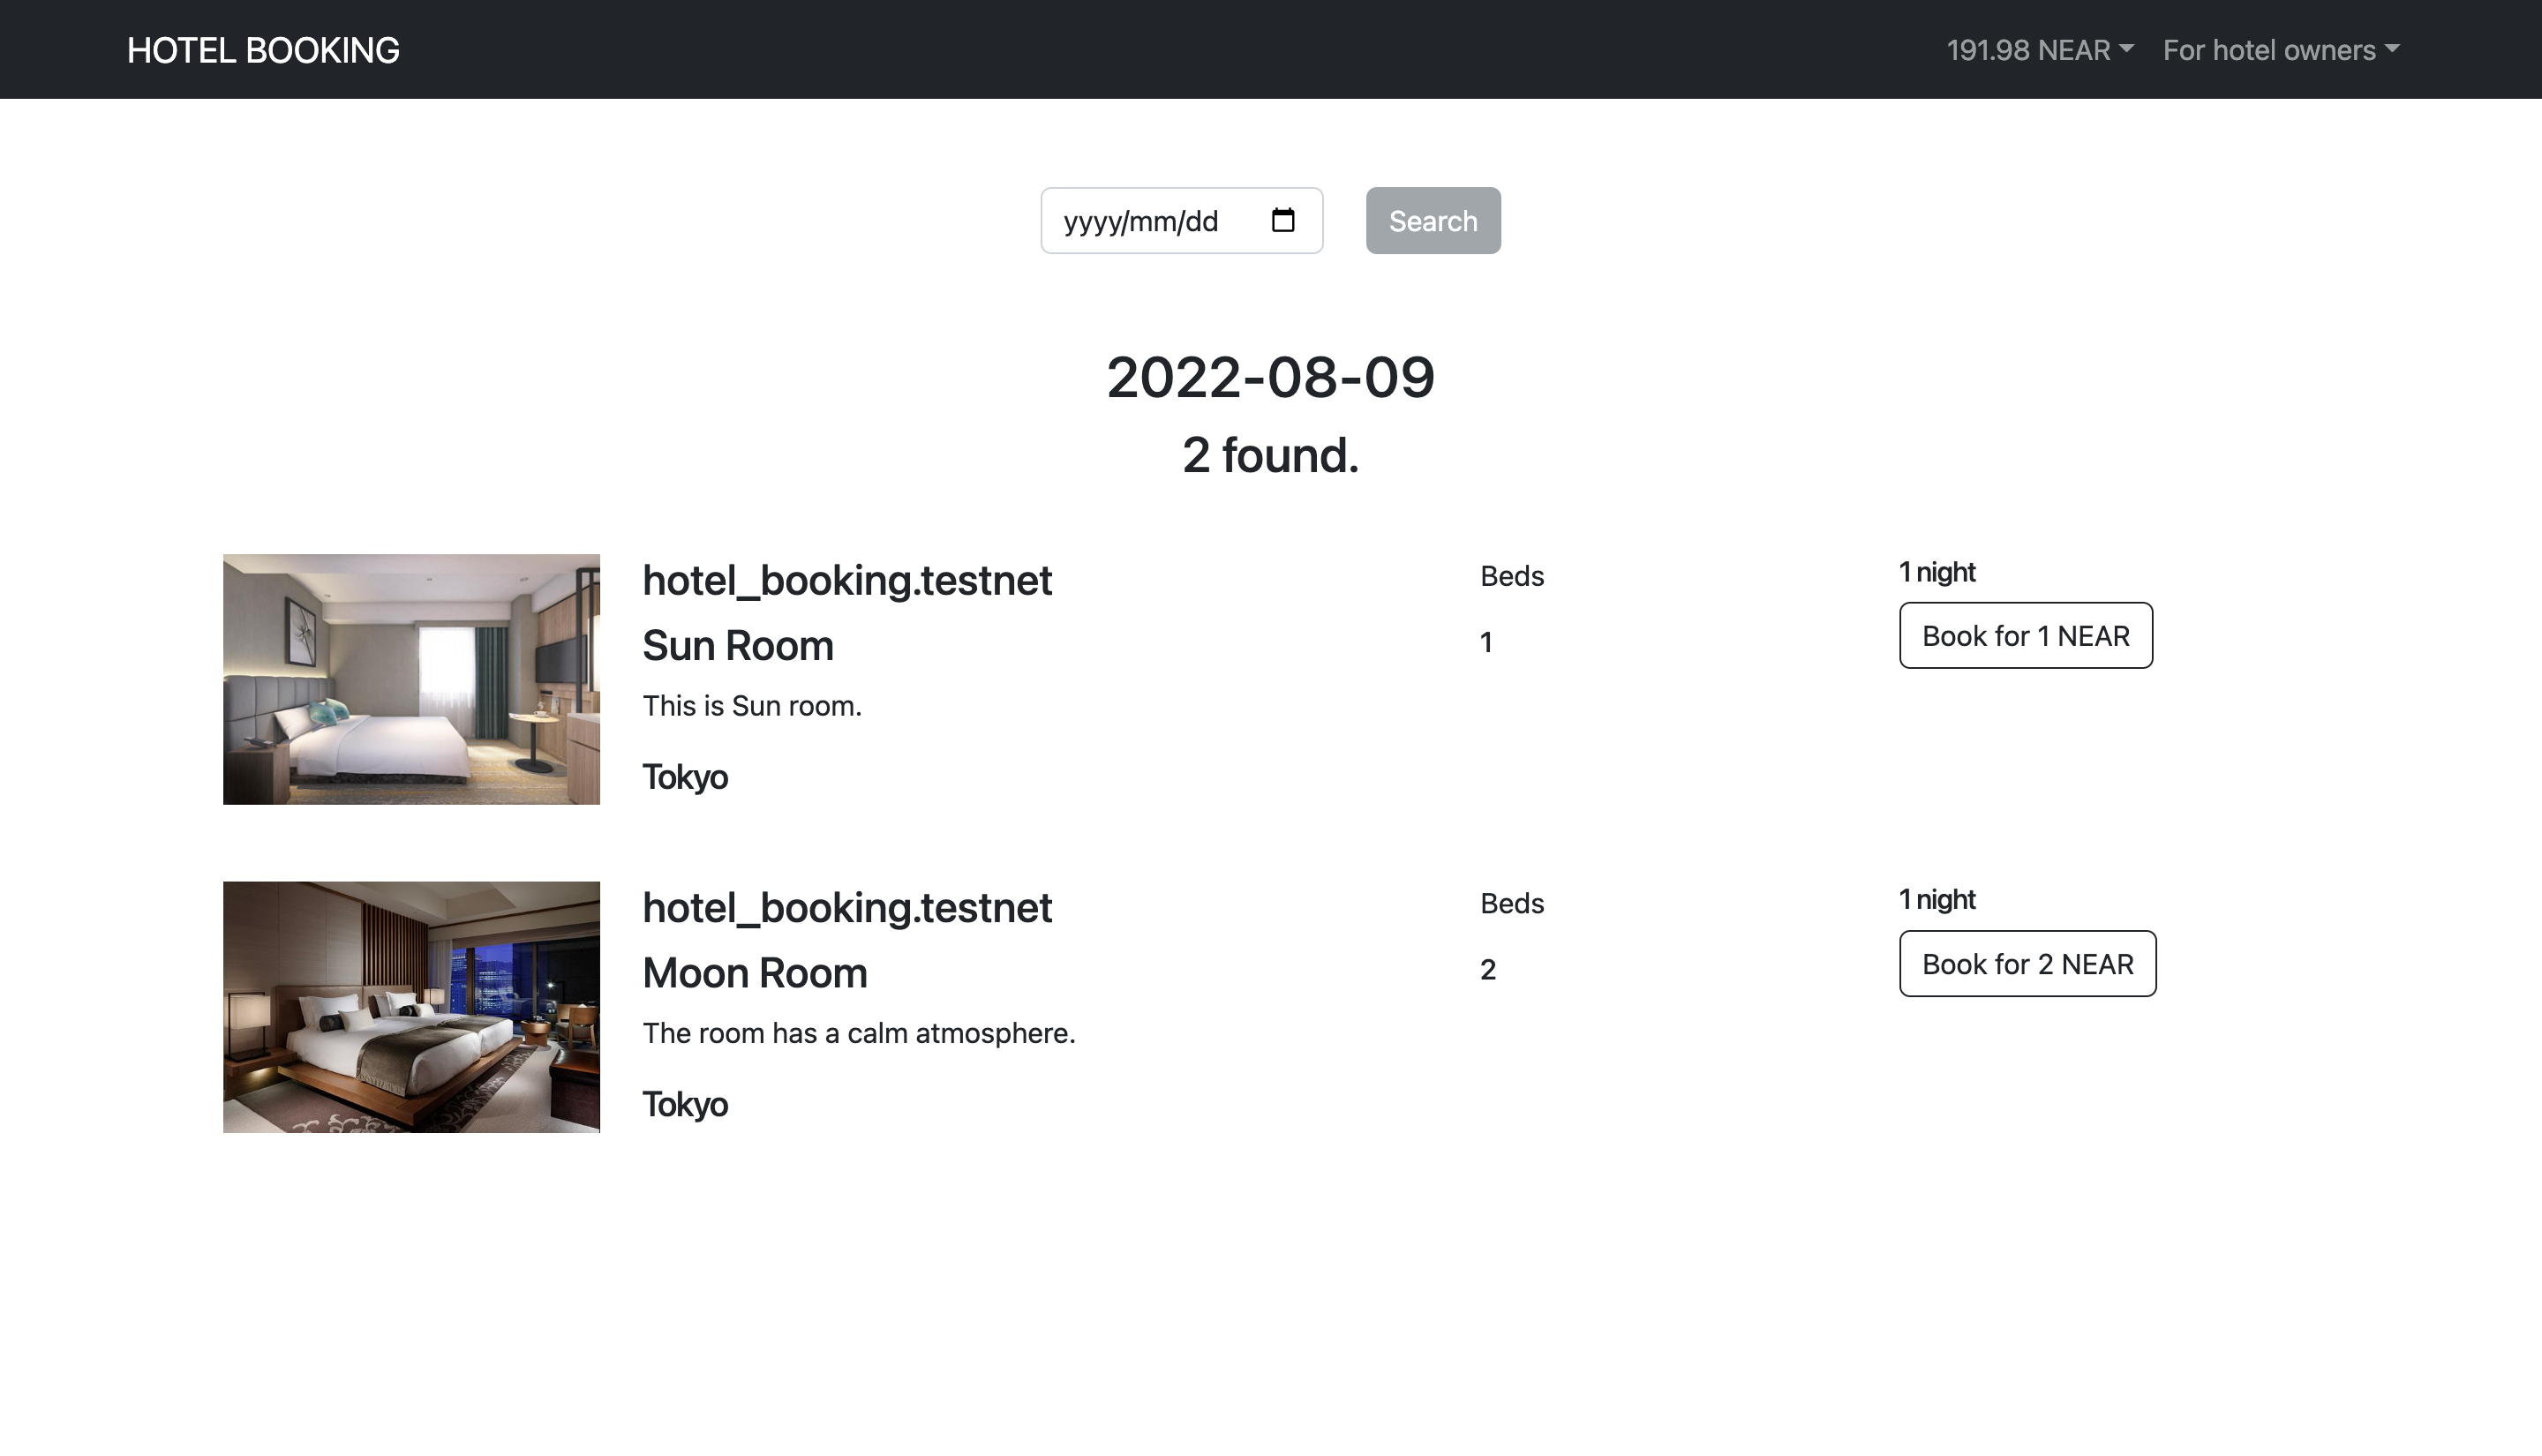 HOTEL BOOKING
191.98 NEAR
For hotel owners
yyyy/mm/dd
Search
2022-08-09
2 found.
hotel_booking.testnet
Sun Room
This is Sun room.
Tokyo
Beds
1
1 night
Book for 1 NEAR
hotel_booking.testnet
Moon Room
The room has a calm atmosphere.
Tokyo
Beds
2
1 night
Book for 2 NEAR